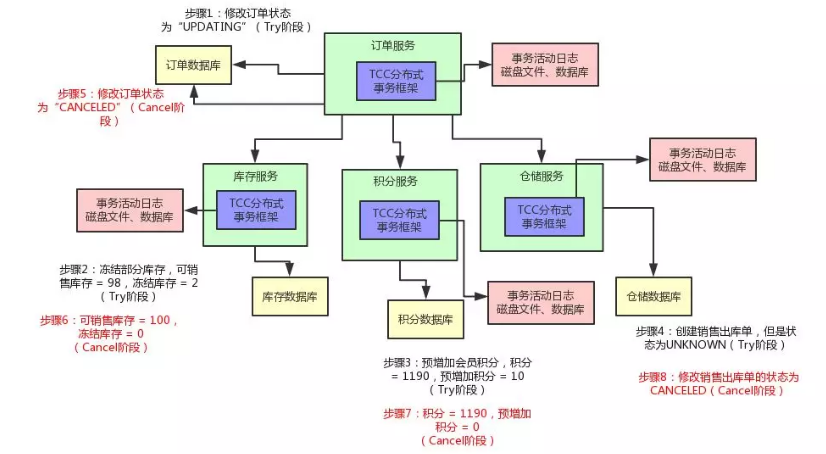 步骤1：修改订单状态
为“UPDATING”（Try阶段）
订单服务
订单数据库
TCC分布式
事务框架
事务活动日志
磁盘文件、数据库
步骤5：修改订单状态
为“CANCELED”（Cancel阶
段）
库存服务
积分服务
仓储服务
事务活动日志
磁盘文件、数据库
事务活动日志
磁盘文件、数据库
TCC分布式
事务框架
TCC分布式
事务框架
TCC分布式
事务框架
步骤2：冻结部分库存，可销
售库存 = 98，冻结库存 = 2
（Try阶段）
库存数据库
积分数据库
事务活动日志
磁盘文件、数据库
仓储数据库
步骤6：可销售库存 = 100，
冻结库存 = 0
（Cancel阶段）
步骤4：创建销售出库单，但是状
态为UNKNOWN（Try阶段）
步骤3：预增加会员积分，积分
= 1190，预增加积分 = 10
（Try阶段）
步骤8：修改销售出库单的状态为
CANCELED（Cancel阶段）
步骤7：积分 = 1190，预增加
积分 = 0
（Cancel阶段）